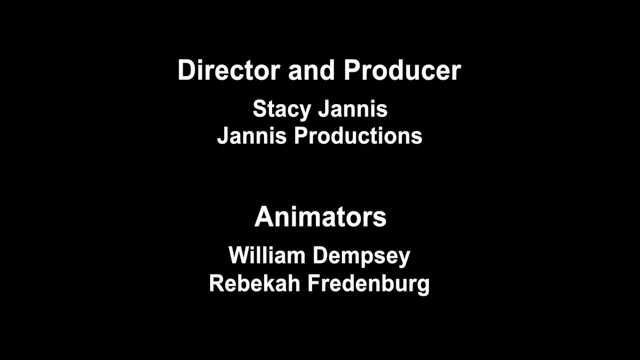 Director and Producer
Stacy Jannis
Jannis Productions
Animators
William Dempsey
Rebekah Fredenburg